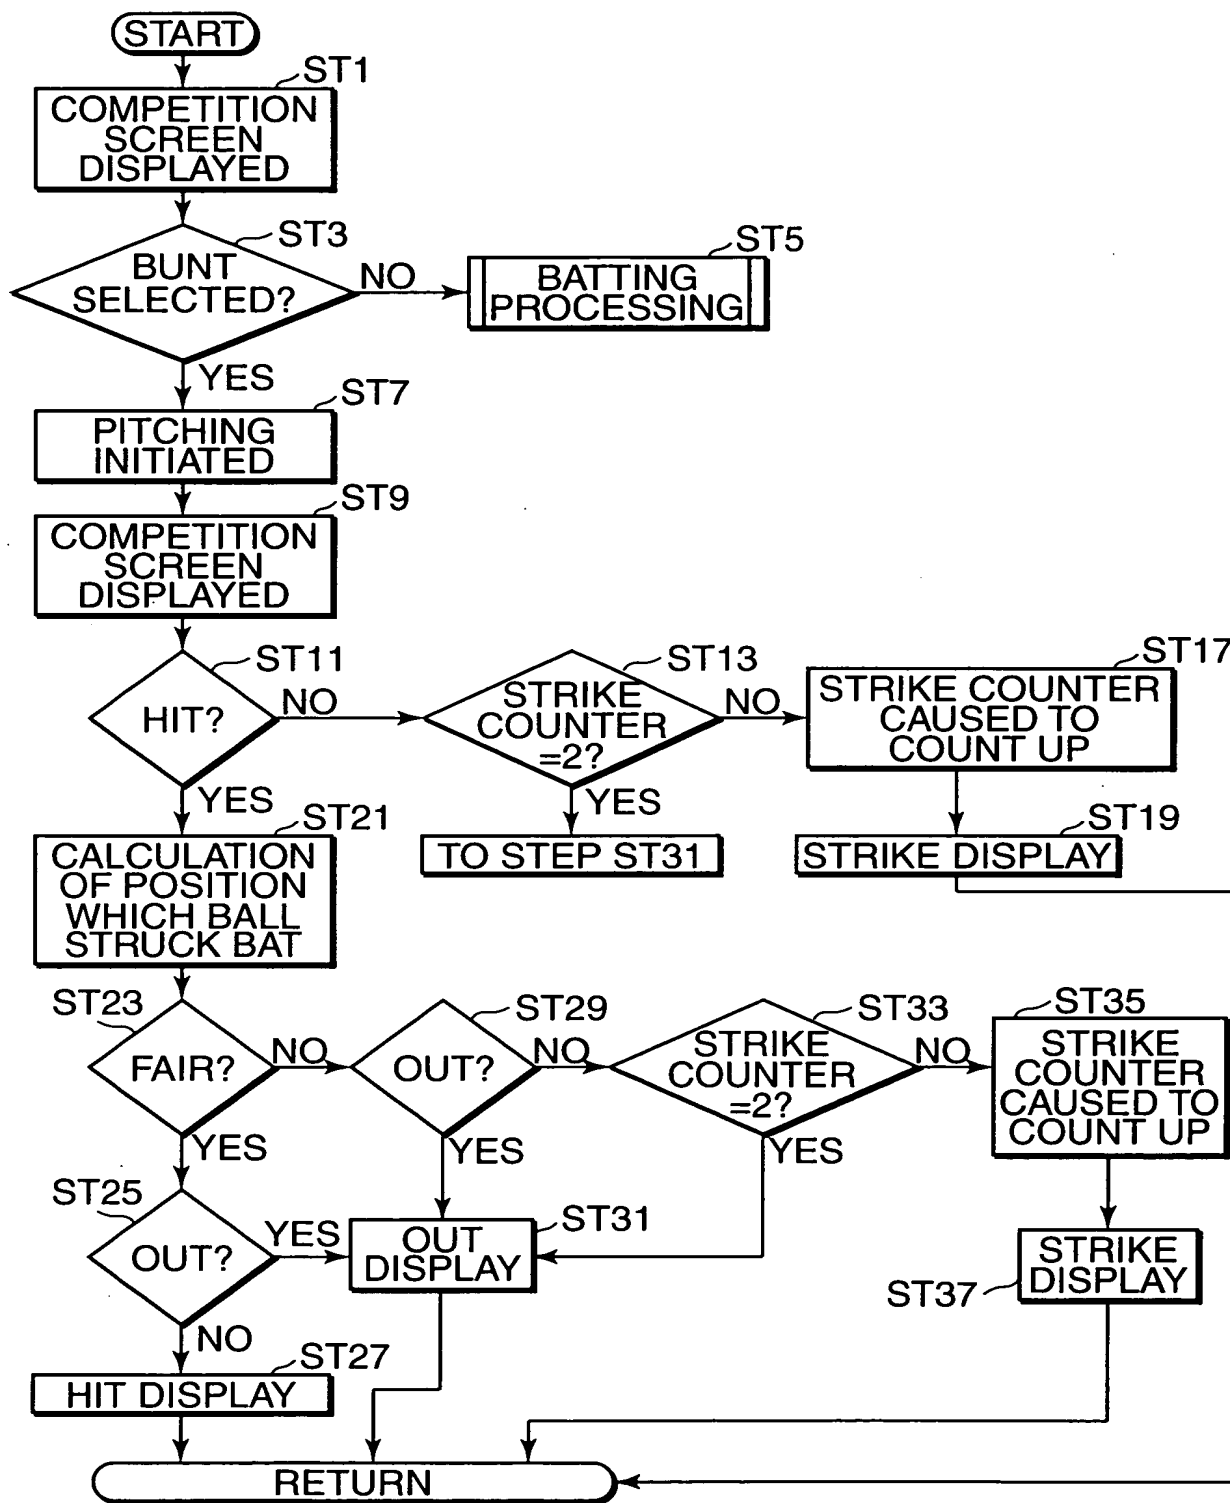 START
ST1
COMPETITION
SCREEN
DISPLAYED
ST3
BUNT
SELECTED?
NO
ST5
BATTING
PROCESSING
YES
ST7
PITCHING
INITIATED
ST9
COMPETITION
SCREEN
DISPLAYED
ST11
HIT?
NO
ST13
STRIKE
COUNTER
=2?
NO
ST17
STRIKE COUNTER
CAUSED TO
COUNT UP
YES
YES
TO STEP ST31
ST19
STRIKE DISPLAY
ST21
CALCULATION
OF POSITION
WHICH BALL
STRUCK BAT
ST23
FAIR?
NO
ST29
OUT?
NO
ST33
STRIKE
COUNTER
=2?
NO
ST35
STRIKE
COUNTER
CAUSED TO
COUNT UP
YES
YES
YES
ST25
OUT?
YES
ST31
OUT
DISPLAY
ST37
STRIKE
DISPLAY
NO
ST27
HIT DISPLAY
RETURN